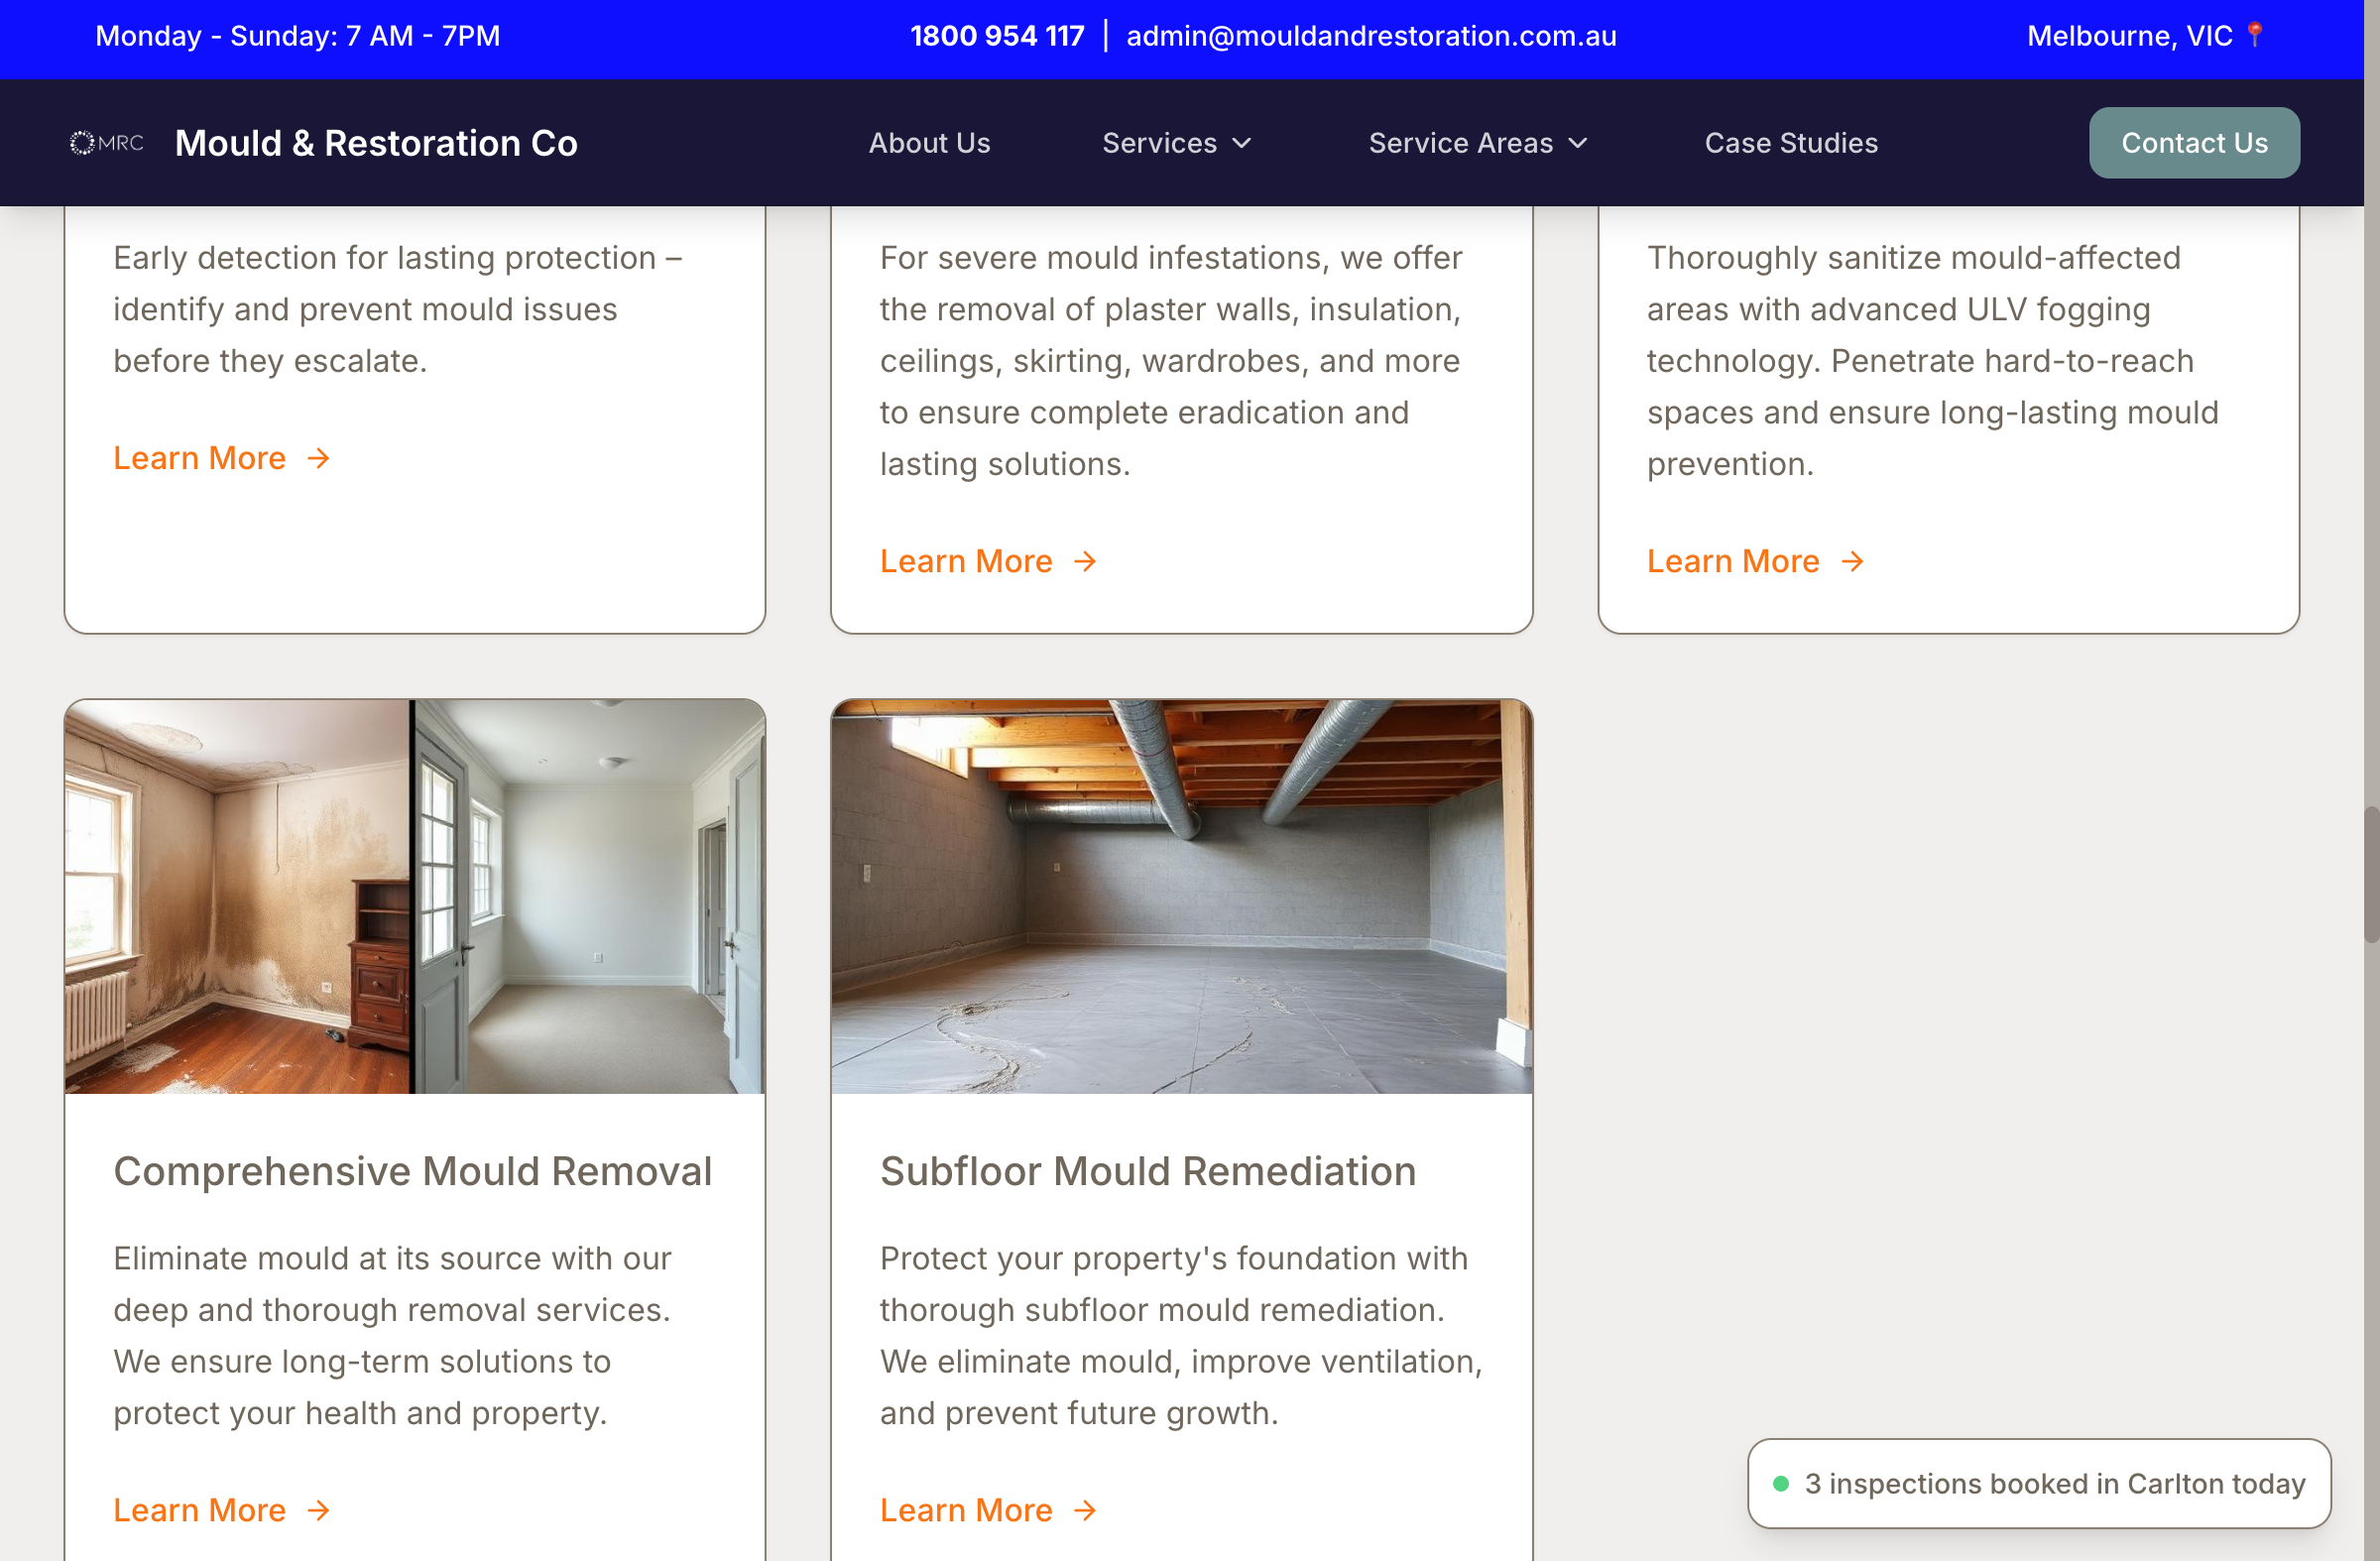 Monday - Sunday: 7 AM - 7PM
1800 954 117 | admin@mouldandrestoration.com.au
Melbourne, VIC 📍
MRC
Mould & Restoration Co
About Us
Services
Service Areas
Case Studies
Contact Us
Early detection for lasting protection –
identify and prevent mould issues
before they escalate.
Learn More →
For severe mould infestations, we offer
the removal of plaster walls, insulation,
ceilings, skirting, wardrobes, and more
to ensure complete eradication and
lasting solutions.
Learn More →
Thoroughly sanitize mould-affected
areas with advanced ULV fogging
technology. Penetrate hard-to-reach
spaces and ensure long-lasting mould
prevention.
Learn More →
Comprehensive Mould Removal
Eliminate mould at its source with our
deep and thorough removal services.
We ensure long-term solutions to
protect your health and property.
Learn More →
Subfloor Mould Remediation
Protect your property's foundation with
thorough subfloor mould remediation.
We eliminate mould, improve ventilation,
and prevent future growth.
Learn More →
3 inspections booked in Carlton today